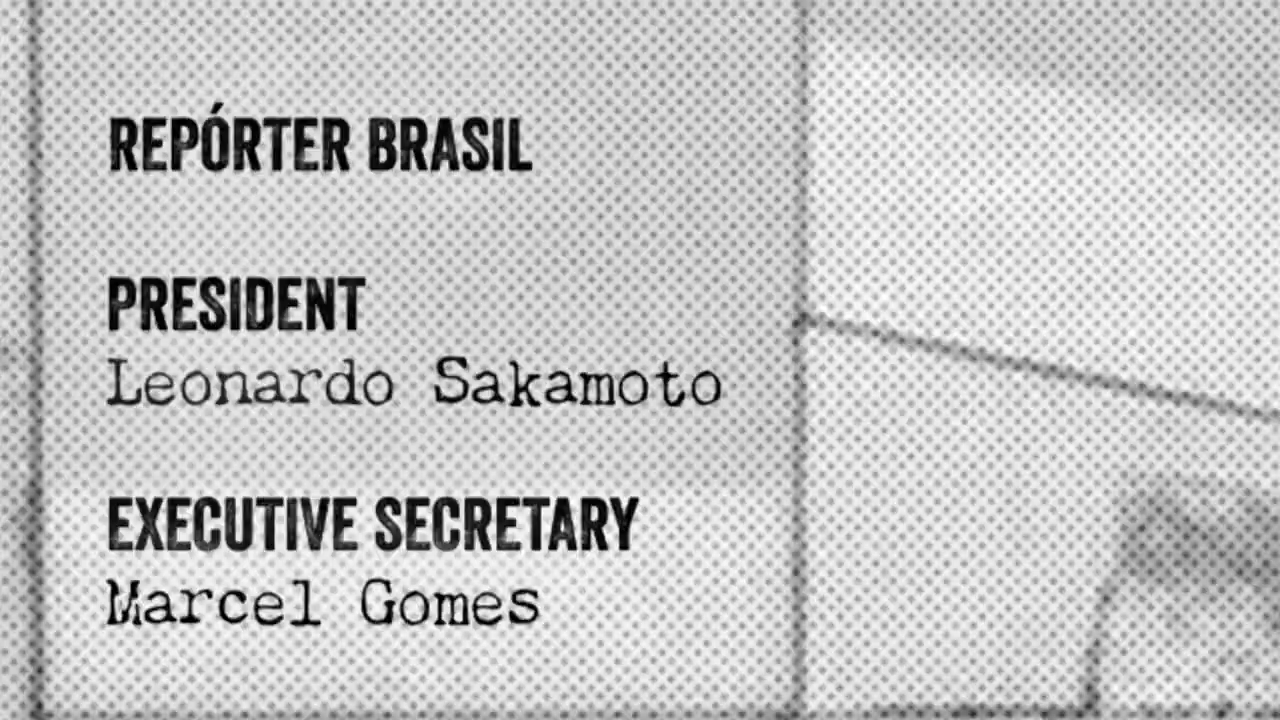 REPÓRTER BRASIL
PRESIDENT
Leonardo Sakamoto
EXECUTIVE SECRETARY
Marcel Gomes